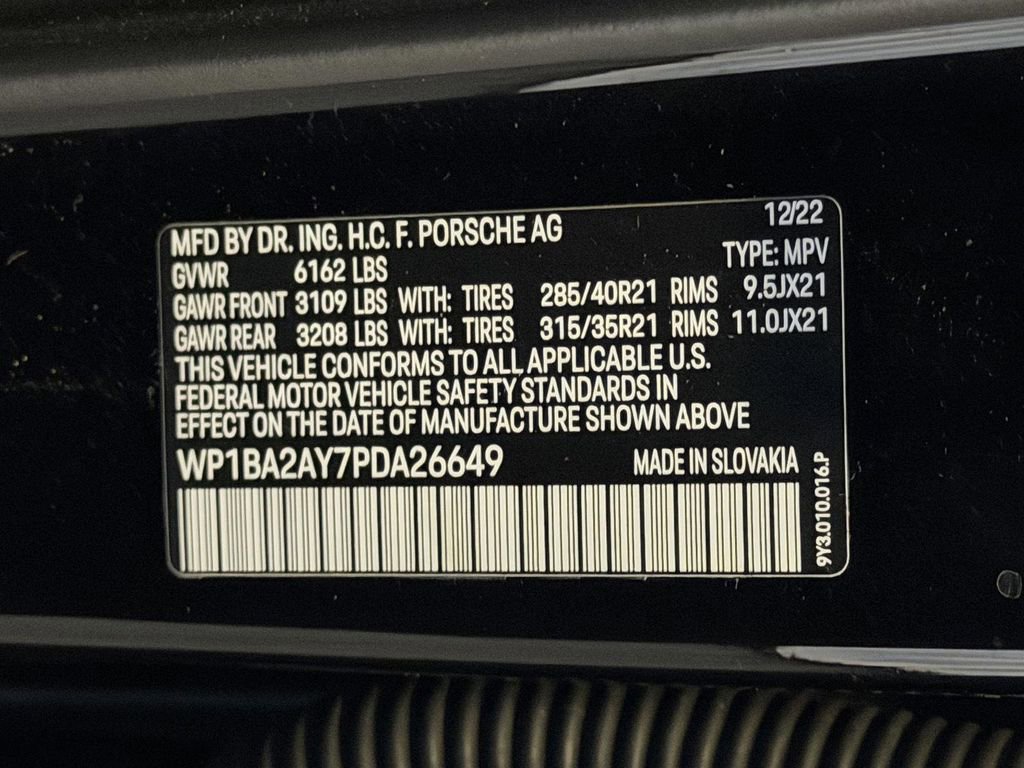 MFD BY DR. ING. H.C. F. PORSCHE AG 12/22
GVWR 6162 LBS TYPE: MPV
GAWR FRONT 3109 LBS WITH: TIRES 285/40R21 RIMS 9.5JX21
GAWR REAR 3208 LBS WITH: TIRES 315/35R21 RIMS 11.0JX21
THIS VEHICLE CONFORMS TO ALL APPLICABLE U.S.
FEDERAL MOTOR VEHICLE SAFETY STANDARDS IN
EFFECT ON THE DATE OF MANUFACTURE SHOWN ABOVE
WP1BA2AY7PDA26649 MADE IN SLOVAKIA
9Y3.010.016.P